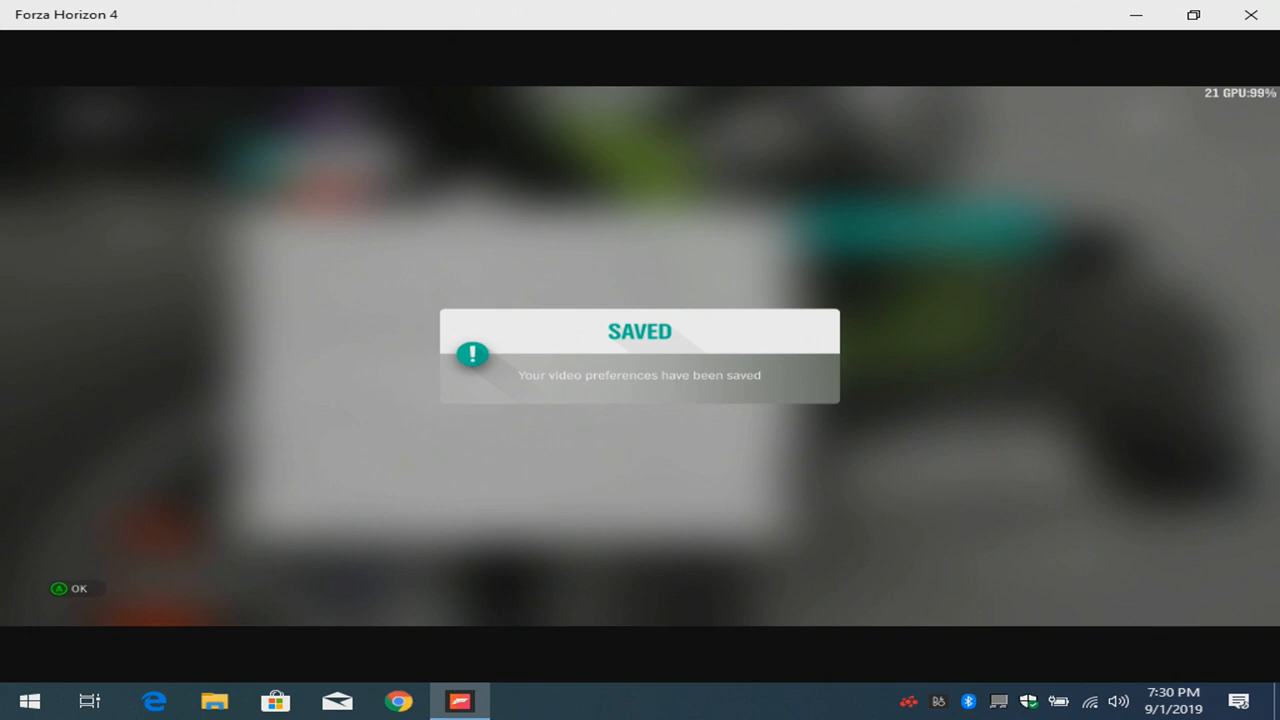 Forza Horizon 4
21 GPU:99%
SAVED
!
Your video preferences have been saved
A OK
7:30 PM
9/1/2019